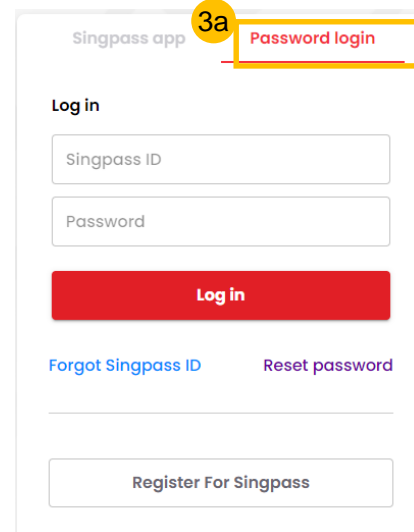 3a
Singpass app Password login
Log in
Singpass ID
Password
Log in
Forgot Singpass ID Reset password
Register For Singpass